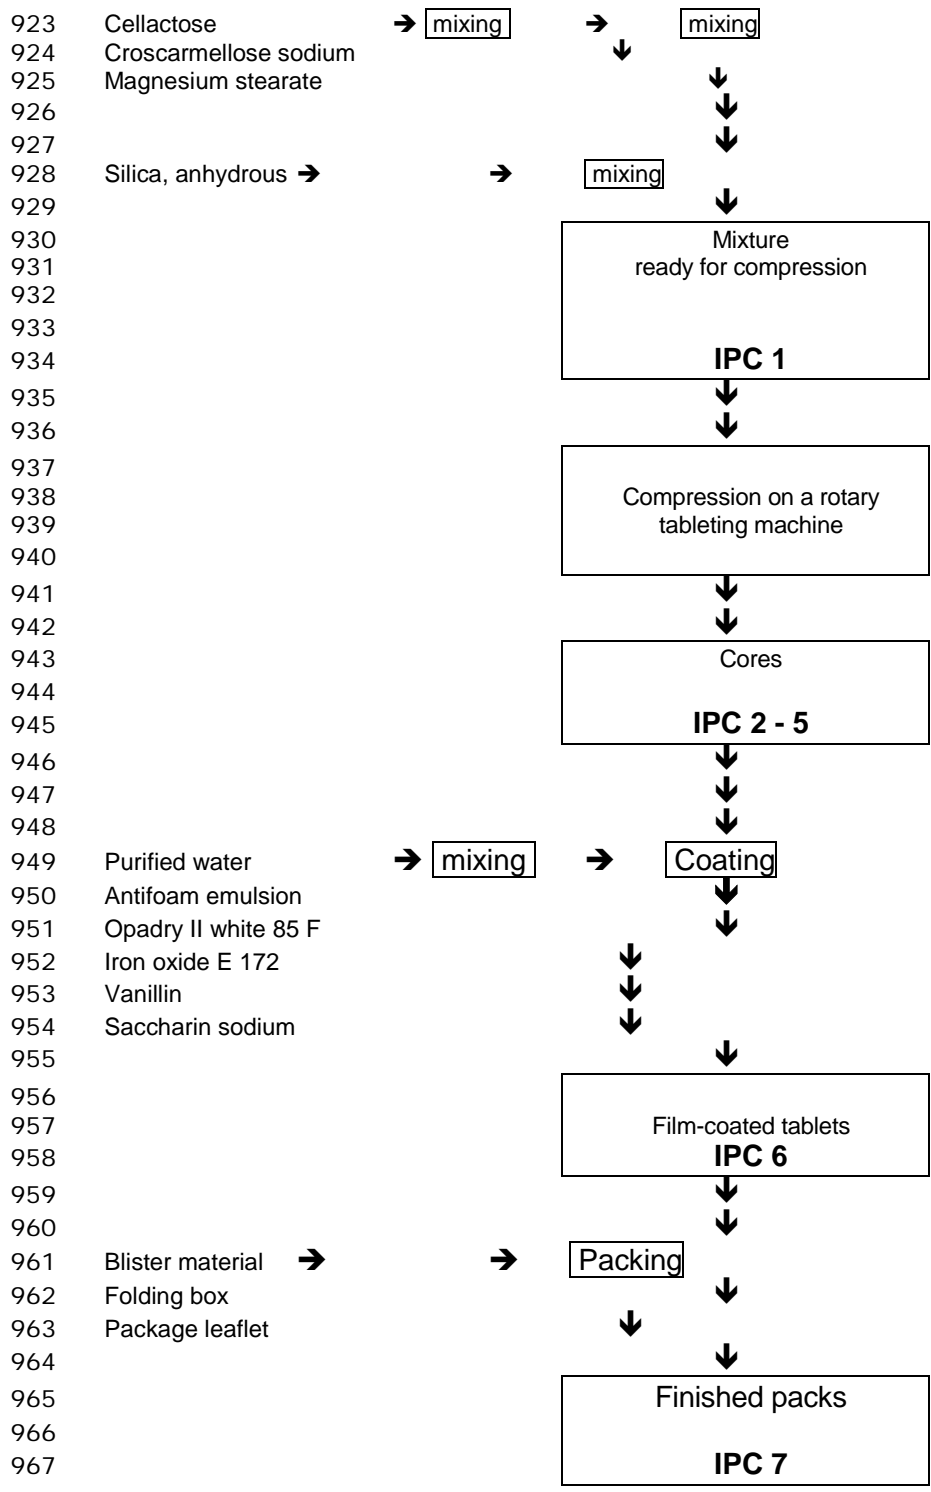 923 Cellactose ➔ mixing ➔ mixing
924 Croscarmellose sodium
925 Magnesium stearate
926
927
928 Silica, anhydrous ➔ ➔ mixing
929
930 Mixture
931 ready for compression
932
933
934 IPC 1
935
936
937
938 Compression on a rotary
939 tableting machine
940
941
942
943 Cores
944
945 IPC 2 - 5
946
947
948
949 Purified water ➔ mixing ➔ Coating
950 Antifoam emulsion
951 Opadry II white 85 F
952 Iron oxide E 172
953 Vanillin
954 Saccharin sodium
955
956
957 Film-coated tablets
958 IPC 6
959
960
961 Blister material ➔ ➔ Packing
962 Folding box
963 Package leaflet
964
965 Finished packs
966
967 IPC 7